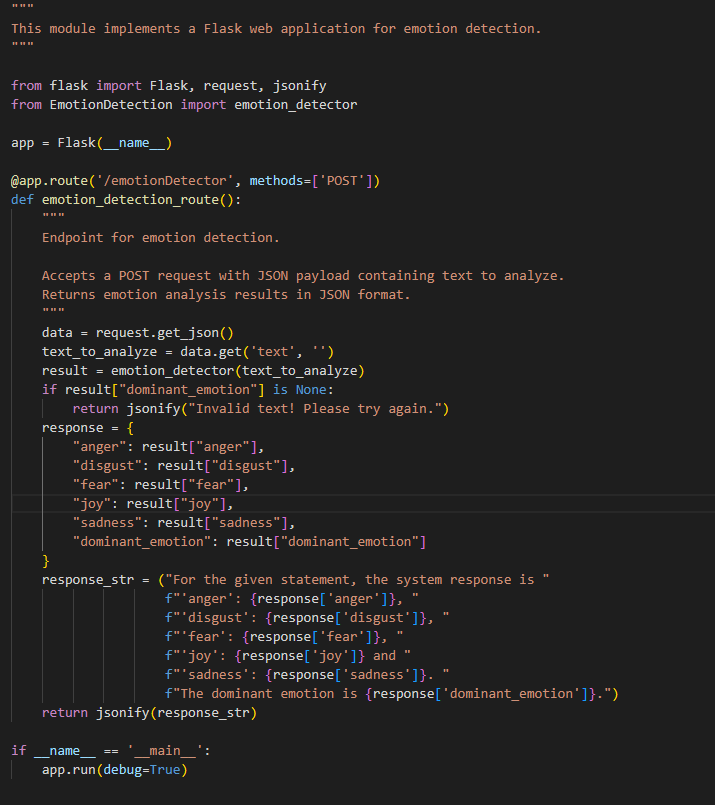 """
This module implements a Flask web application for emotion detection.
"""

from flask import Flask, request, jsonify
from EmotionDetection import emotion_detector

app = Flask(__name__)

@app.route('/emotionDetector', methods=['POST'])
def emotion_detection_route():
    """
    Endpoint for emotion detection.

    Accepts a POST request with JSON payload containing text to analyze.
    Returns emotion analysis results in JSON format.
    """
    data = request.get_json()
    text_to_analyze = data.get('text', '')
    result = emotion_detector(text_to_analyze)
    if result["dominant_emotion"] is None:
        return jsonify("Invalid text! Please try again.")
    response = {
        "anger": result["anger"],
        "disgust": result["disgust"],
        "fear": result["fear"],
        "joy": result["joy"],
        "sadness": result["sadness"],
        "dominant_emotion": result["dominant_emotion"]
    }
    response_str = ("For the given statement, the system response is "
                    f"'anger': {response['anger']}, "
                    f"'disgust': {response['disgust']}, "
                    f"'fear': {response['fear']}, "
                    f"'joy': {response['joy']} and "
                    f"'sadness': {response['sadness']}. "
                    f"The dominant emotion is {response['dominant_emotion']}.")
    return jsonify(response_str)

if __name__ == '__main__':
    app.run(debug=True)